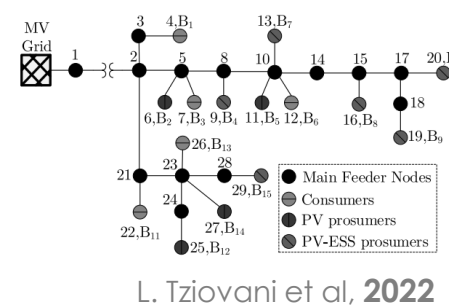 MV
Grid
1
2
3
4,B1
5
6,B2
7,B3
8
9,B4
10
11,B5
12,B6
13,B7
14
15
16,B8
17
18
19,B9
20,B
21
22,B11
23
24
25,B12
26,B13
27,B14
28
29,B15
Main Feeder Nodes
Consumers
PV prosumers
PV-ESS prosumers
L. Tziovani et al, 2022